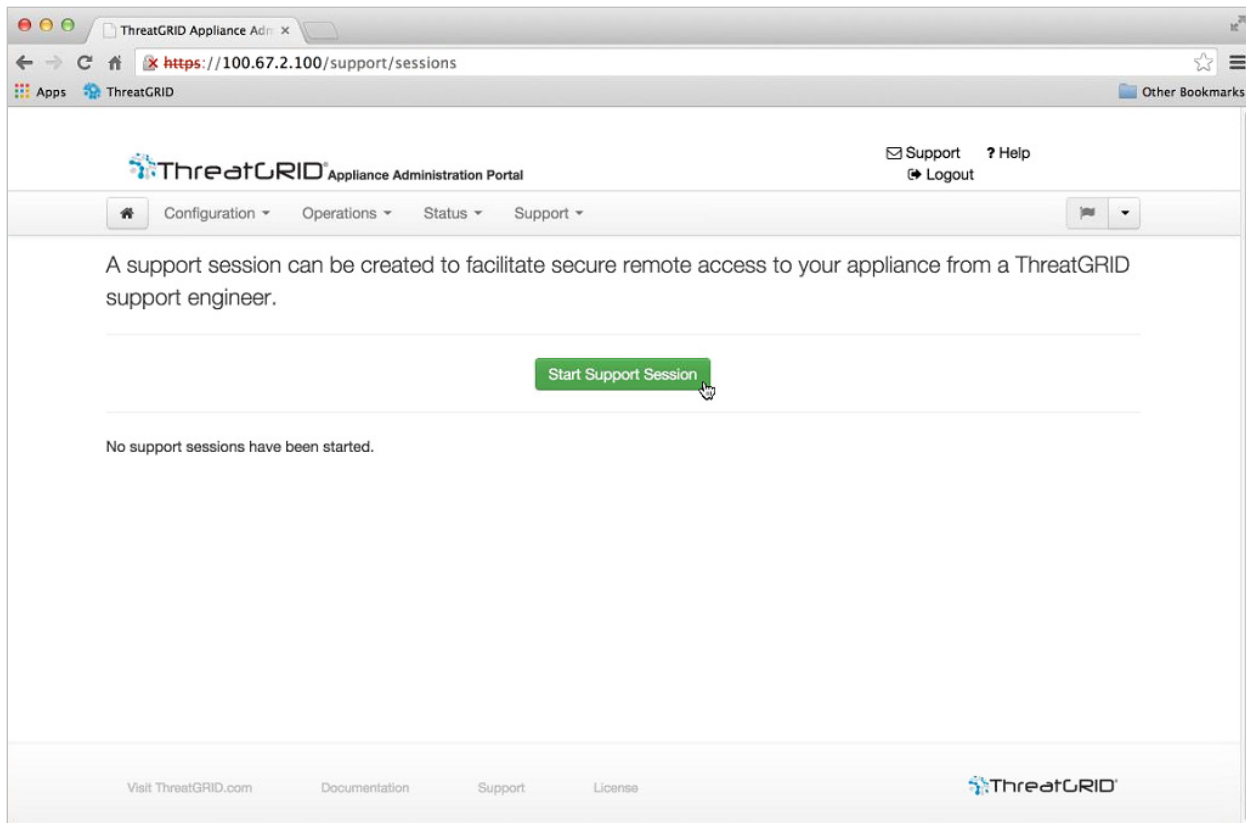 ThreatGRID Appliance Adm
https://100.67.2.100/support/sessions
Apps ThreatGRID Other Bookmarks
ThreatGRID® Appliance Administration Portal
Support ? Help
Logout
Configuration Operations Status Support
A support session can be created to facilitate secure remote access to your appliance from a ThreatGRID
support engineer.
Start Support Session
No support sessions have been started.
Visit ThreatGRID.com Documentation Support License ThreatGRID